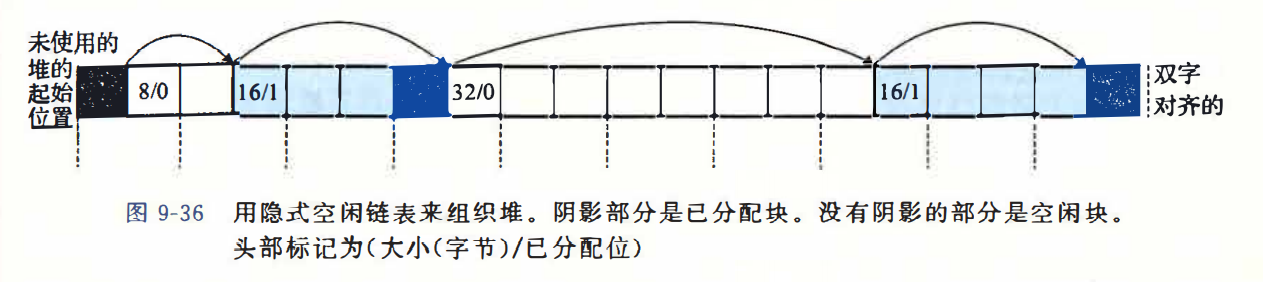 未使用的
堆的
起始
位置
8/0
16/1
32/0
16/1
双字
对齐的
图 9-36 用隐式空闲链表来组织堆。阴影部分是已分配块。没有阴影的部分是空闲块。
头部标记为(大小(字节)/已分配位)